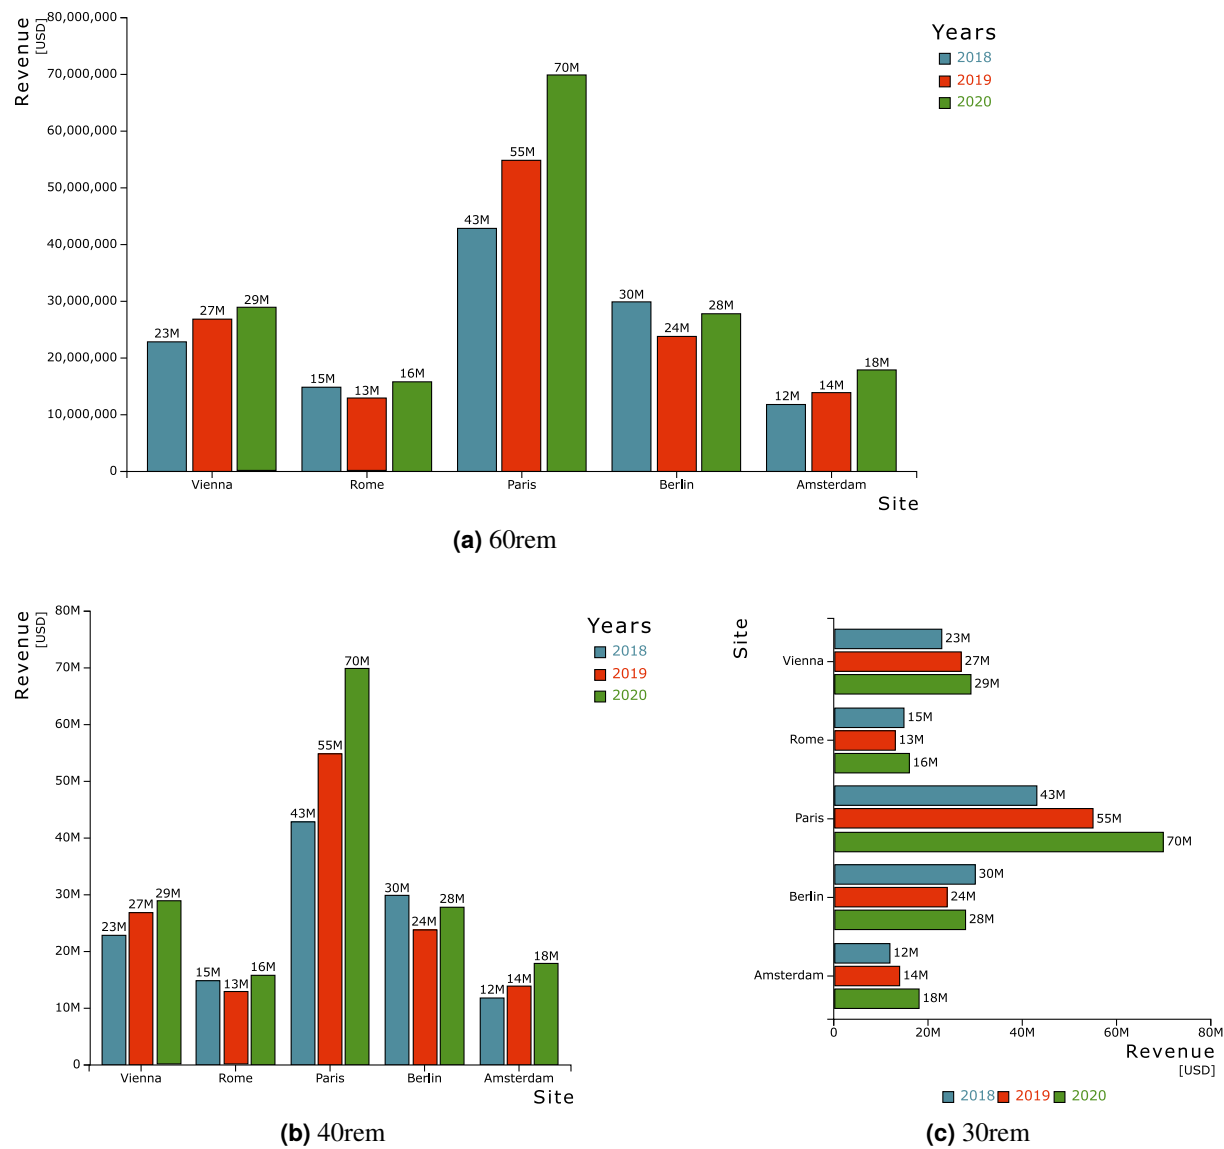 Revenue
[USD]
80,000,000
70,000,000
60,000,000
50,000,000
40,000,000
30,000,000
20,000,000
10,000,000
0
23M 27M 29M
15M 13M 16M
43M 55M 70M
30M 24M 28M
12M 14M 18M
Vienna Rome Paris Berlin Amsterdam
Site
Years
2018
2019
2020
(a) 60rem
Revenue
[USD]
80M
70M
60M
50M
40M
30M
20M
10M
0
23M 27M 29M
15M 13M 16M
43M 55M 70M
30M 24M 28M
12M 14M 18M
Vienna Rome Paris Berlin Amsterdam
Site
Years
2018
2019
2020
(b) 40rem
Site
23M
Vienna 27M
29M
15M
Rome 13M
16M
43M
Paris 55M
70M
30M
Berlin 24M
28M
12M
Amsterdam 14M
18M
0 20M 40M 60M 80M
Revenue
[USD]
2018 2019 2020
(c) 30rem